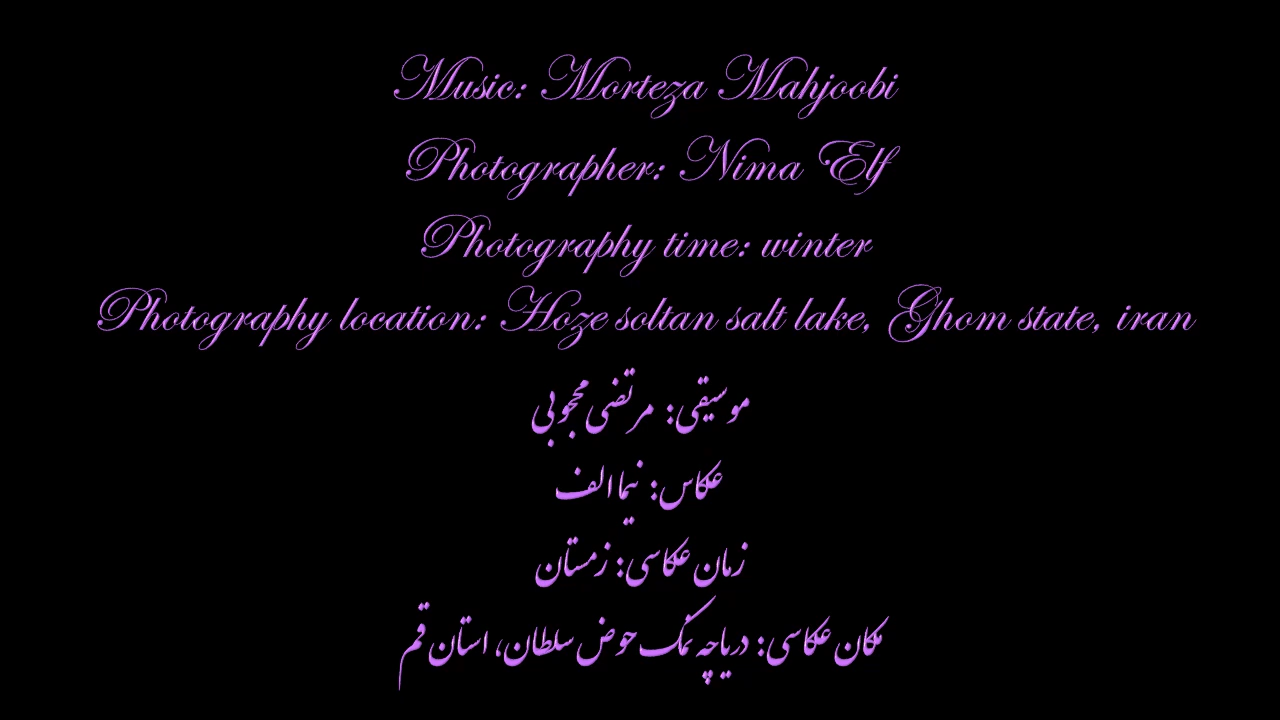 Music: Morteza Mahjoobi
Photographer: Nima Elf
Photography time: winter
Photography location: Hoze soltan salt lake, Ghom state, iran
موسیقی: مرتضی محجوبی
عکاس: نیما الف
زمان عکاسی: زمستان
مکان عکاسی: دریاچه نمک حوض سلطان، استان قم